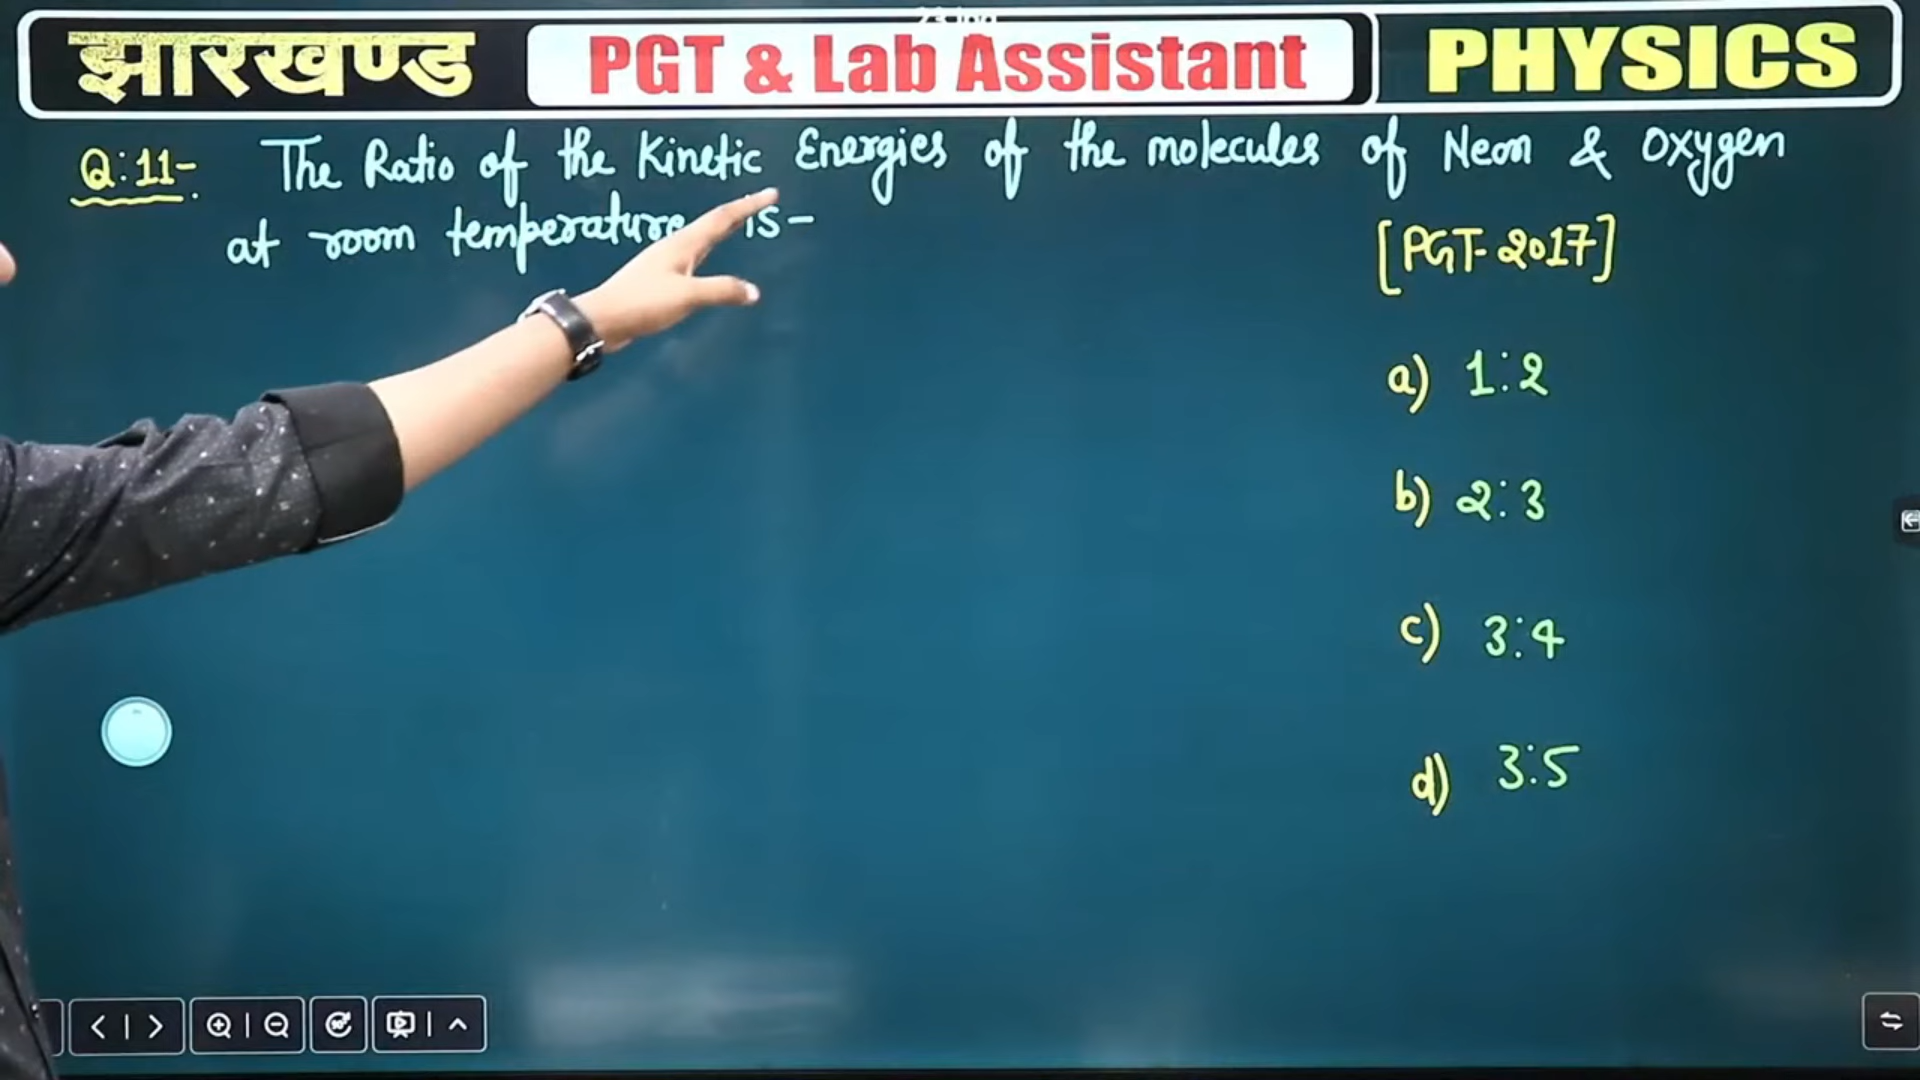 झारखण्ड PGT & Lab Assistant PHYSICS
Q:11- The Ratio of the Kinetic Energies of the molecules of Neon & Oxygen
at room temperature is-
[PGT-2017]
a) 1:2
b) 2:3
c) 3:4
d) 3:5